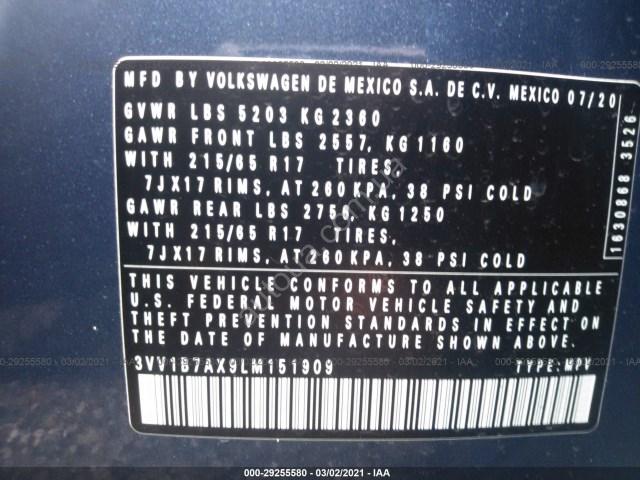 MFD BY VOLKSWAGEN DE MEXICO S.A. DE C.V. MEXICO 07/20
GVWR LBS 5203 KG 2360
GAWR FRONT LBS 2557, KG 1160
WITH 215/65 R17 TIRES,
7JX17 RIMS, AT 260 KPA, 38 PSI COLD
GAWR REAR LBS 2756, KG 1250
WITH 215/65 R17 TIRES,
7JX17 RIMS, AT 260 KPA, 38 PSI COLD
THIS VEHICLE CONFORMS TO ALL APPLICABLE
U.S. FEDERAL MOTOR VEHICLE SAFETY AND
THEFT PREVENTION STANDARDS IN EFFECT ON
THE DATE OF MANUFACTURE SHOWN ABOVE.
3VV1B7AX9LM151909 TYPE:MPV
1630868 3526
000-29255580 - 03/02/2021 - IAA